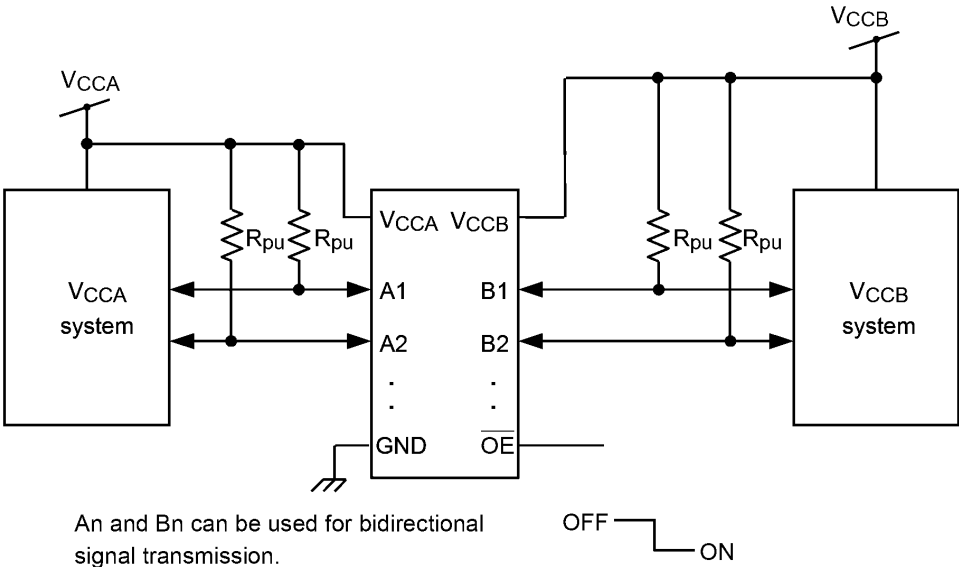 VCCB
VCCA
VCCA VCCB
Rpu Rpu Rpu Rpu
VCCA
system
A1 B1
VCCB
system
A2 B2
. .
. .
GND OE
An and Bn can be used for bidirectional
signal transmission.
OFF
ON